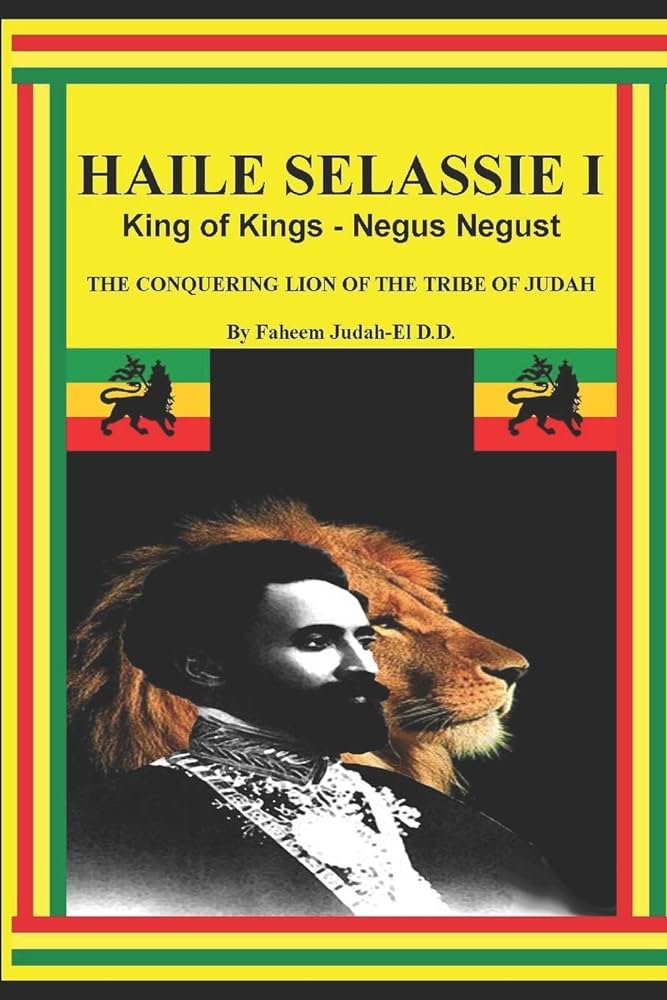 HAILE SELASSIE I
King of Kings - Negus Negust
THE CONQUERING LION OF THE TRIBE OF JUDAH
By Faheem Judah-El D.D.